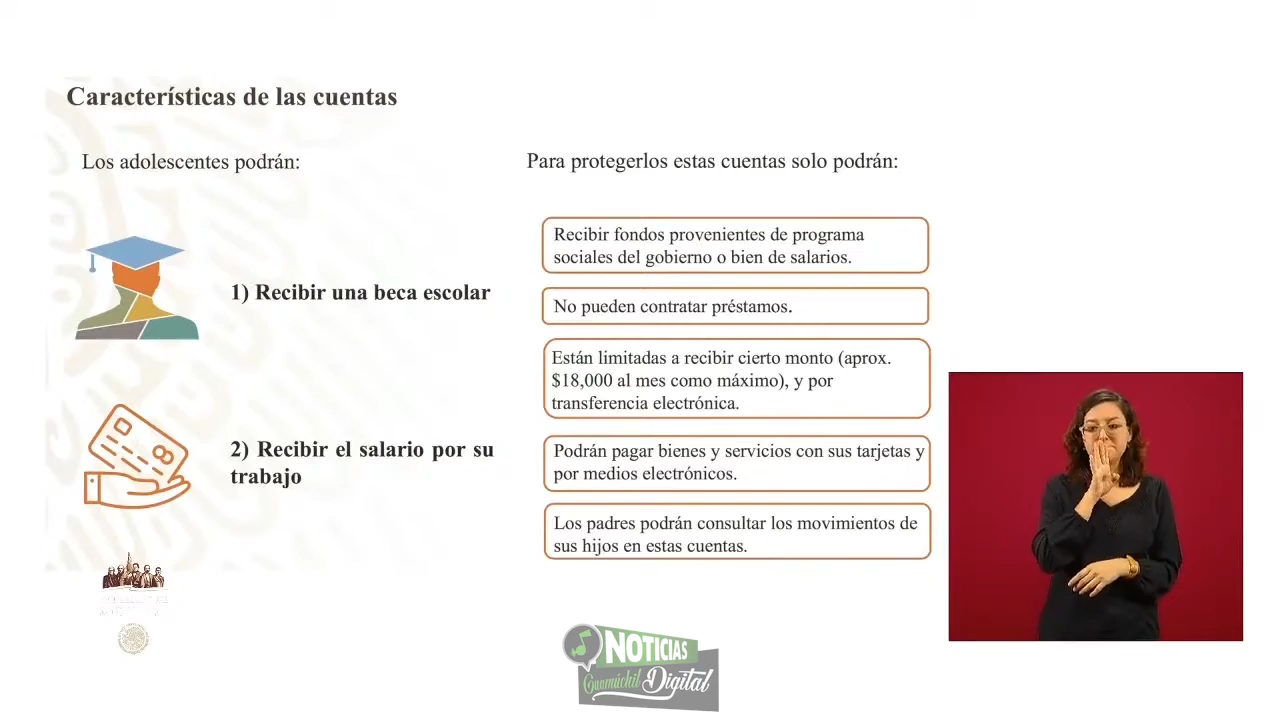 Características de las cuentas
Los adolescentes podrán:
1) Recibir una beca escolar
2) Recibir el salario por su
trabajo
Para protegerlos estas cuentas solo podrán:
Recibir fondos provenientes de programa
sociales del gobierno o bien de salarios.
No pueden contratar préstamos.
Están limitadas a recibir cierto monto (aprox.
$18,000 al mes como máximo), y por
transferencia electrónica.
Podrán pagar bienes y servicios con sus tarjetas y
por medios electrónicos.
Los padres podrán consultar los movimientos de
sus hijos en estas cuentas.
NOTICIAS
Guamúchil Digital